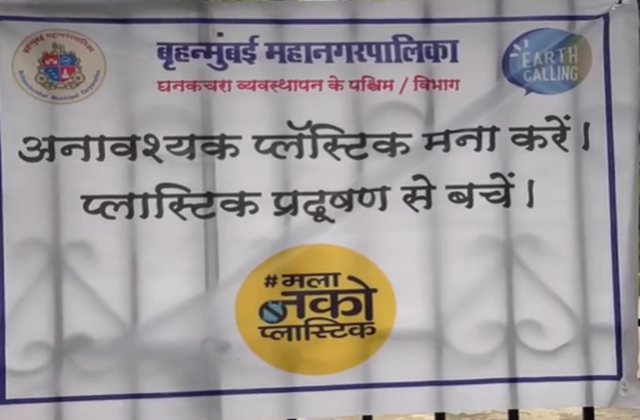 बृहन्मुंबई महानगरपालिका
घनकचरा व्यवस्थापन के पश्चिम / विभाग
EARTH
CALLING
अनावश्यक प्लॅस्टिक मना करें।
प्लास्टिक प्रदूषण से बचें।
#मला
नको
प्लास्टिक